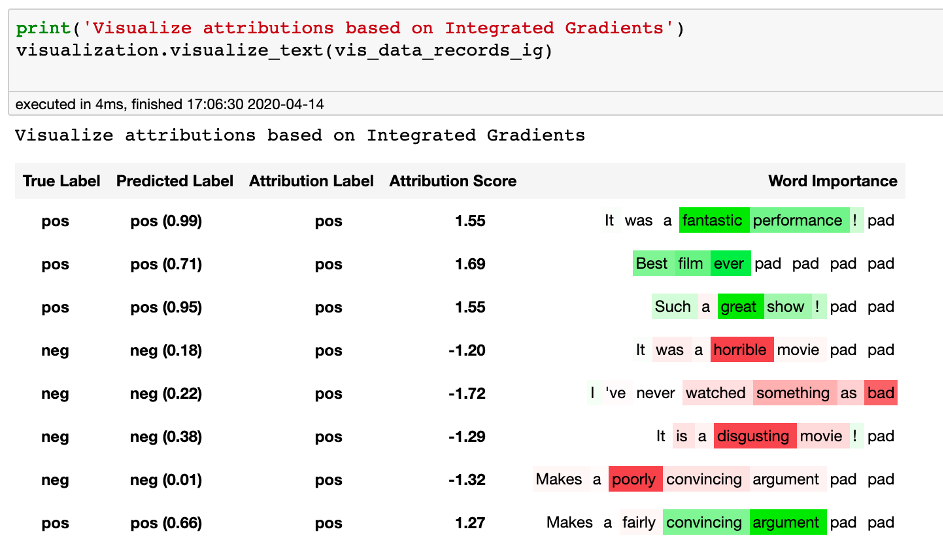 print('Visualize attributions based on Integrated Gradients')
visualization.visualize_text(vis_data_records_ig)
executed in 4ms, finished 17:06:30 2020-04-14
Visualize attributions based on Integrated Gradients
True Label Predicted Label Attribution Label Attribution Score Word Importance
pos pos (0.99) pos 1.55 It was a fantastic performance ! pad
pos pos (0.71) pos 1.69 Best film ever pad pad pad pad
pos pos (0.95) pos 1.55 Such a great show ! pad pad
neg neg (0.18) pos -1.20 It was a horrible movie pad pad
neg neg (0.22) pos -1.72 I 've never watched something as bad
neg neg (0.38) pos -1.29 It is a disgusting movie ! pad
neg neg (0.01) pos -1.32 Makes a poorly convincing argument pad pad
pos pos (0.66) pos 1.27 Makes a fairly convincing argument pad pad